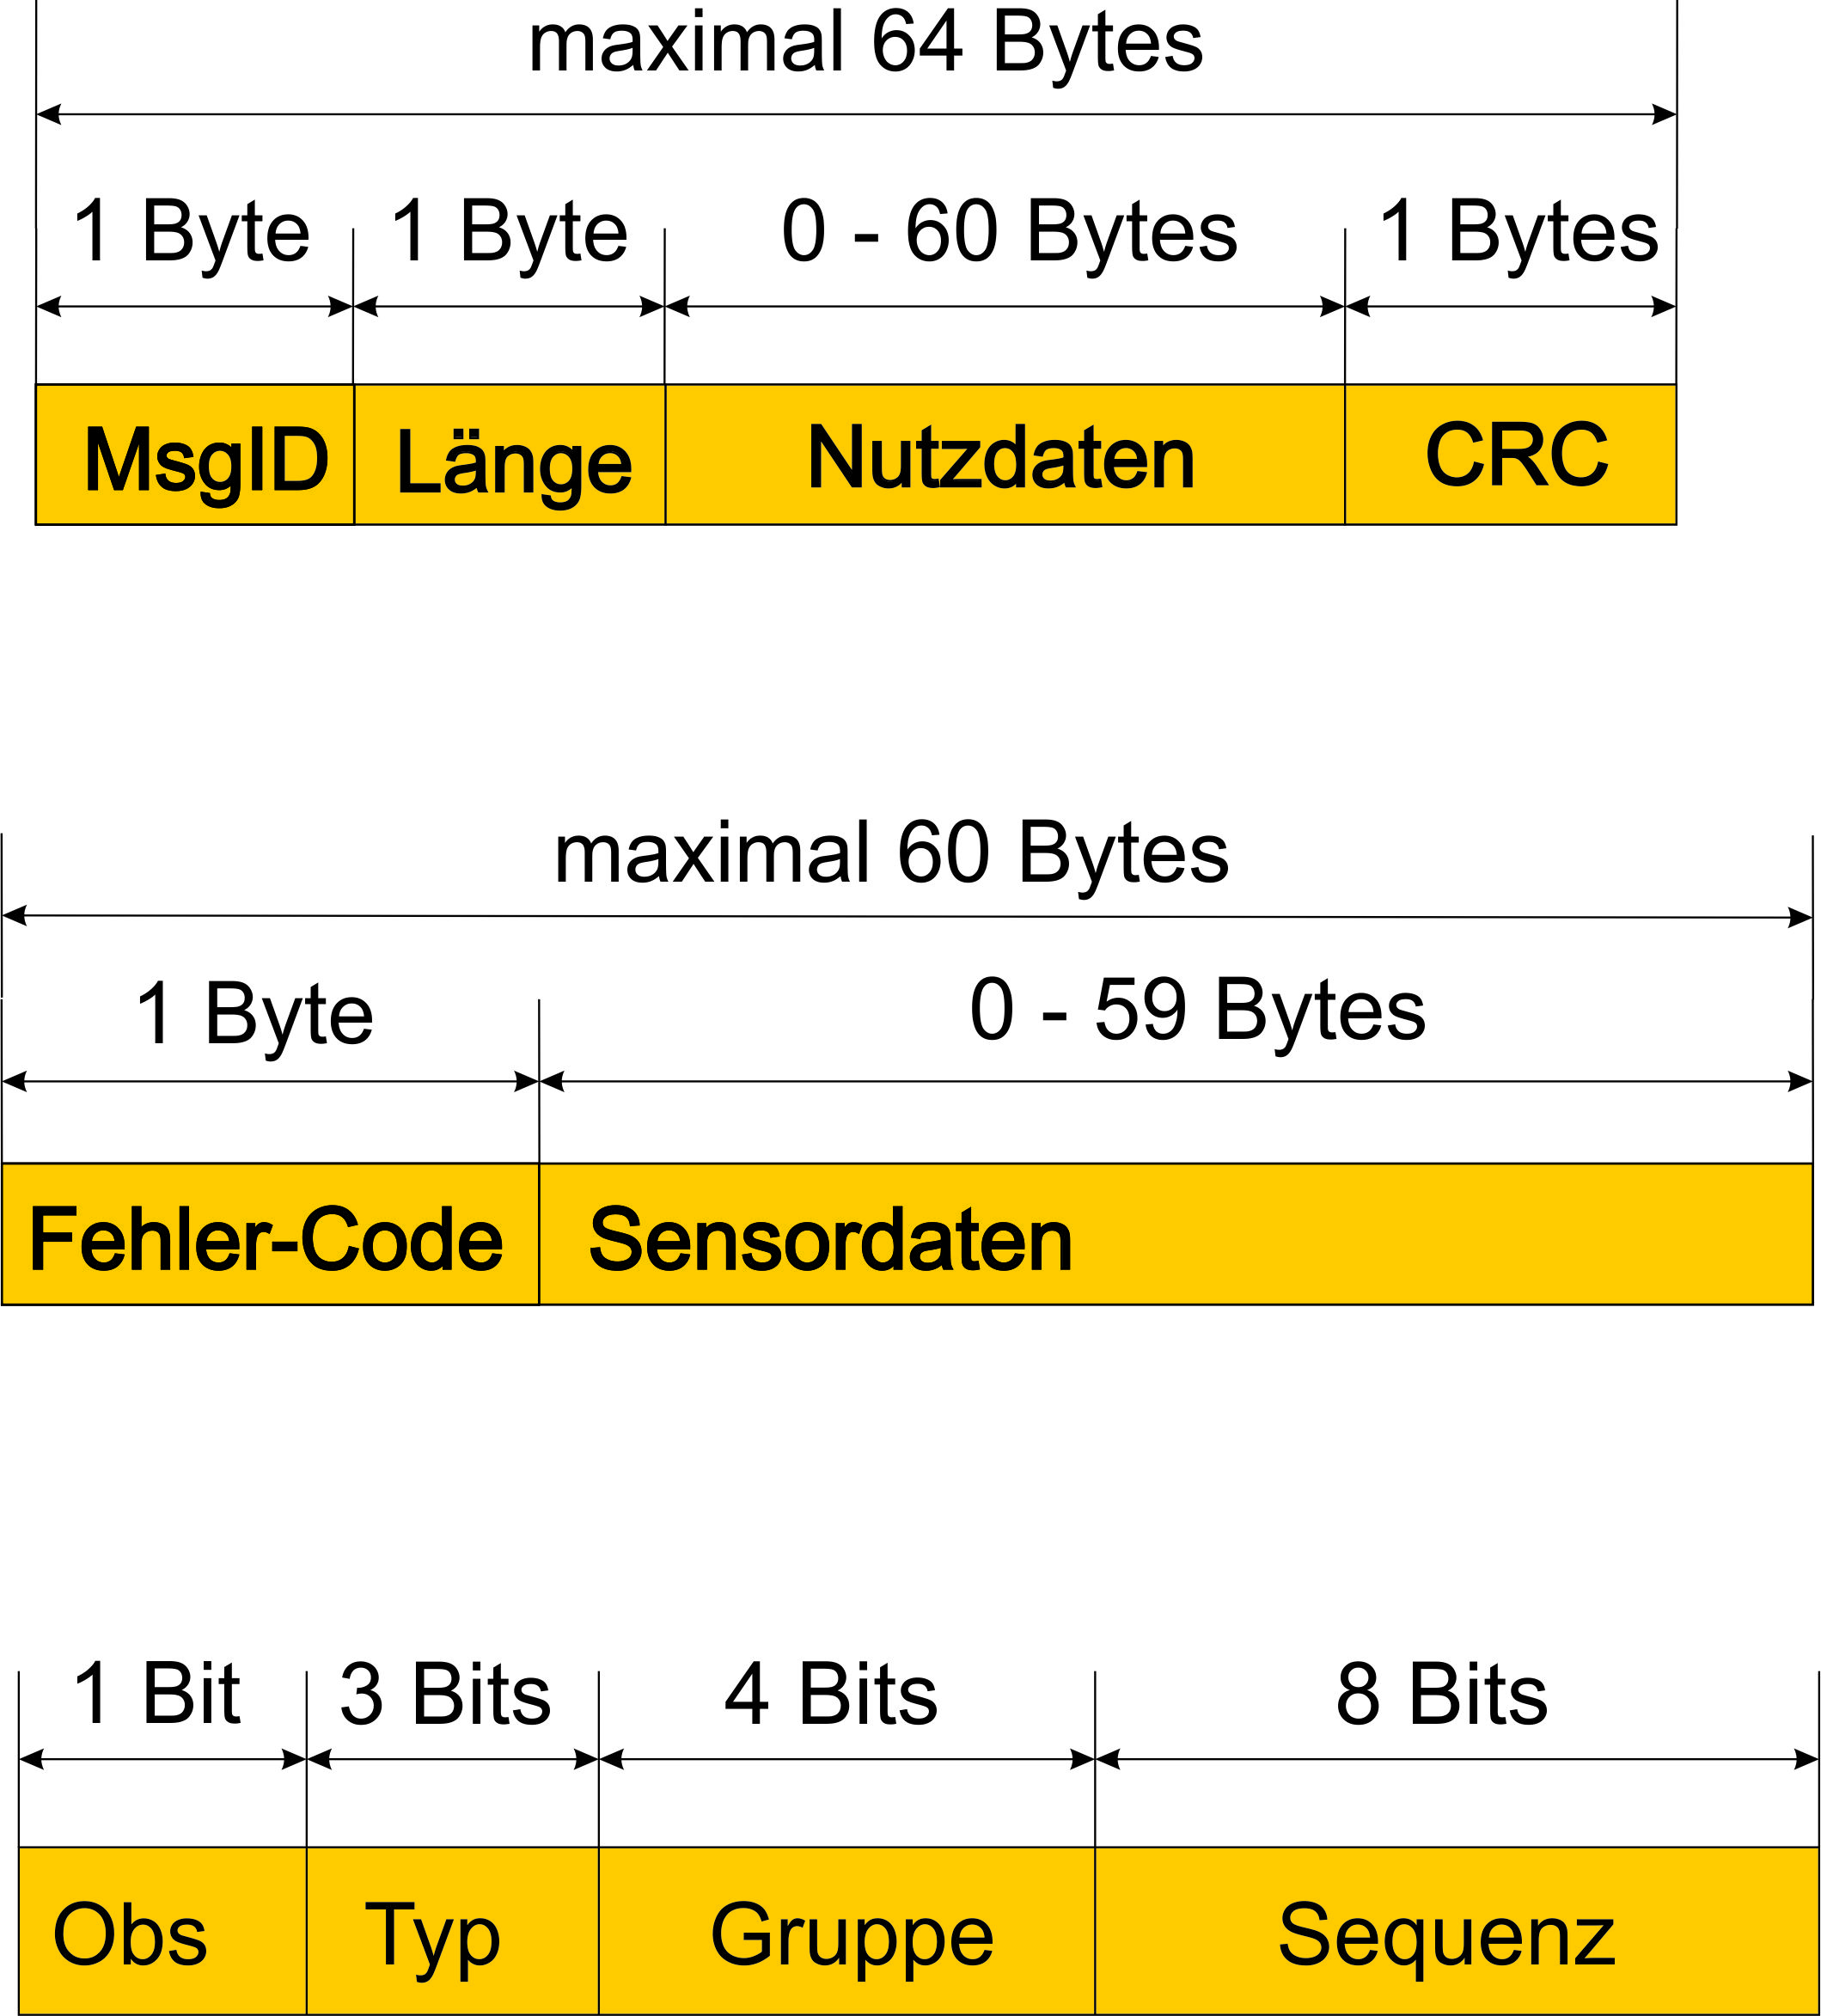 maximal 64 Bytes
1 Byte 1 Byte 0 - 60 Bytes 1 Bytes
MsgID Länge Nutzdaten CRC
maximal 60 Bytes
1 Byte 0 - 59 Bytes
Fehler-Code Sensordaten
1 Bit 3 Bits 4 Bits 8 Bits
Obs Typ Gruppe Sequenz